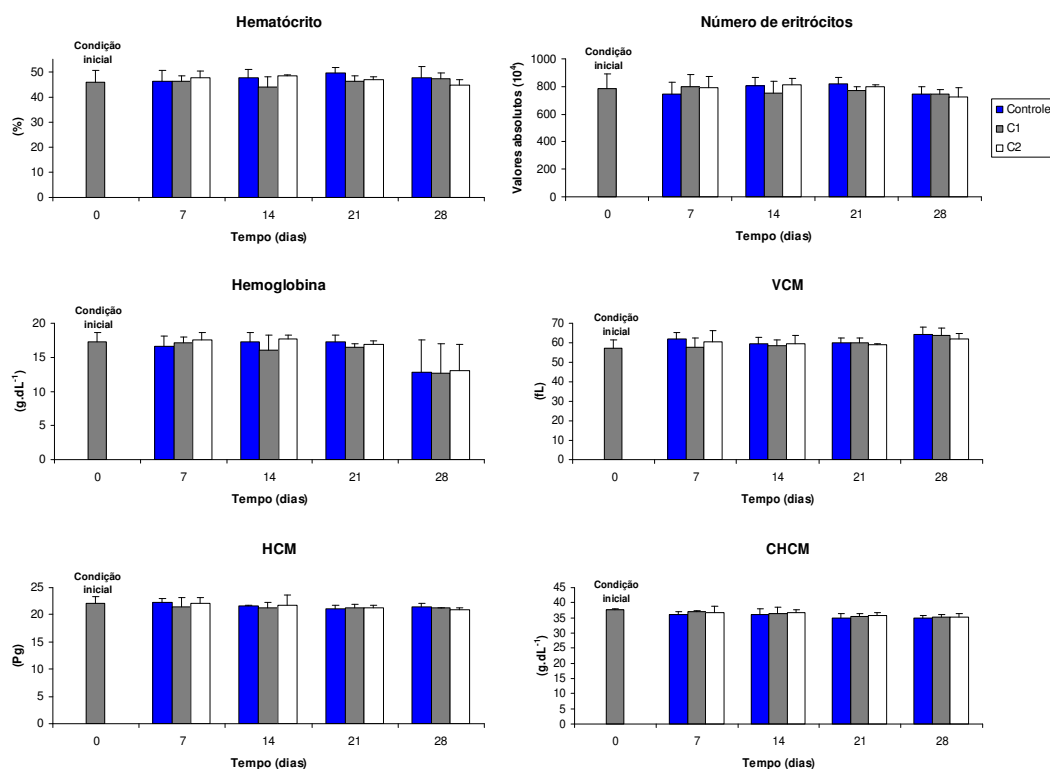 Hematócrito
Condição
inicial
50
40
30
20
10
0
(%)
0 7 14 21 28
Tempo (dias)
Número de eritrócitos
Condição
inicial
1000
800
600
400
200
0
Valores absolutos (10⁴)
0 7 14 21 28
Tempo (dias)
Controle
C1
C2
Hemoglobina
Condição
inicial
20
15
10
5
0
(g.dL⁻¹)
0 7 14 21 28
Tempo (dias)
VCM
Condição
inicial
70
60
50
40
30
20
10
0
(fL)
0 7 14 21 28
Tempo (dias)
HCM
Condição
inicial
25
20
15
10
5
0
(Pg)
0 7 14 21 28
Tempo (dias)
CHCM
Condição
inicial
45
40
35
30
25
20
15
10
5
0
(g.dL⁻¹)
0 7 14 21 28
Tempo (dias)